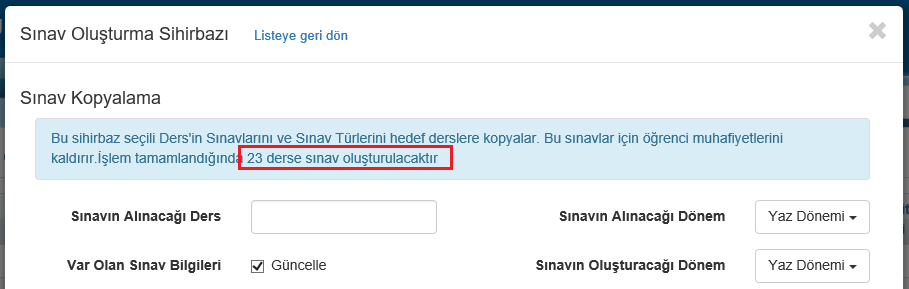 Sınav Oluşturma Sihirbazı Listeye geri dön
Sınav Kopyalama
Bu sihirbaz seçili Ders'in Sınavlarını ve Sınav Türlerini hedef derslere kopyalar. Bu sınavlar için öğrenci muhafiyetlerini
kaldırır.İşlem tamamlandığında 23 derse sınav oluşturulacaktır
Sınavın Alınacağı Ders Sınavın Alınacağı Dönem Yaz Dönemi
Var Olan Sınav Bilgileri Güncelle Sınavın Oluşturacağı Dönem Yaz Dönemi